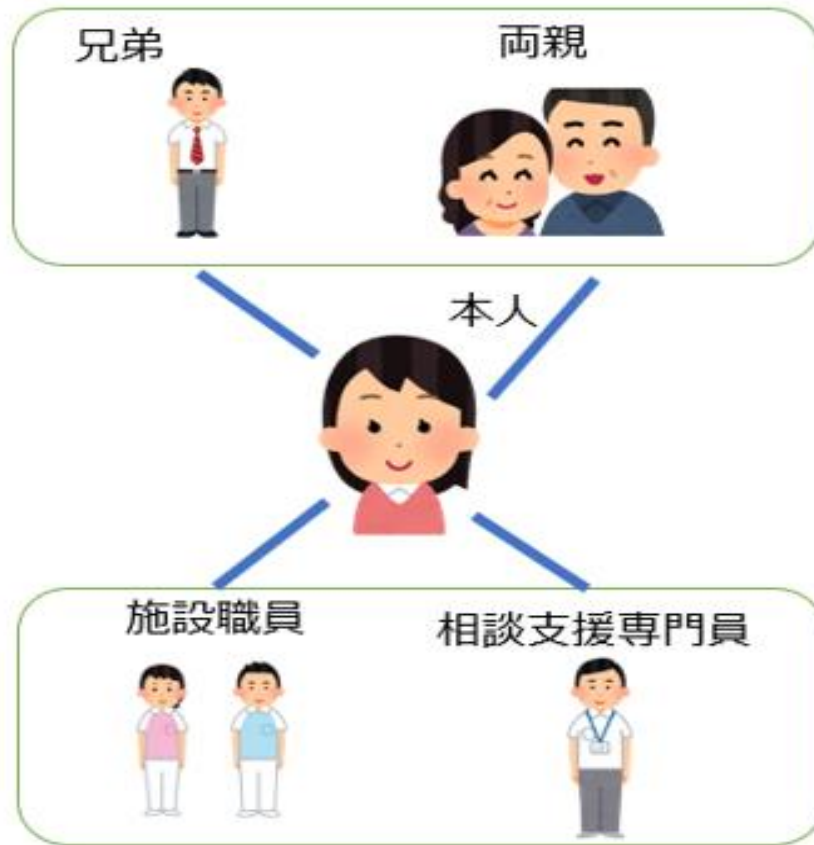 兄弟
両親
本人
施設職員
相談支援専門員